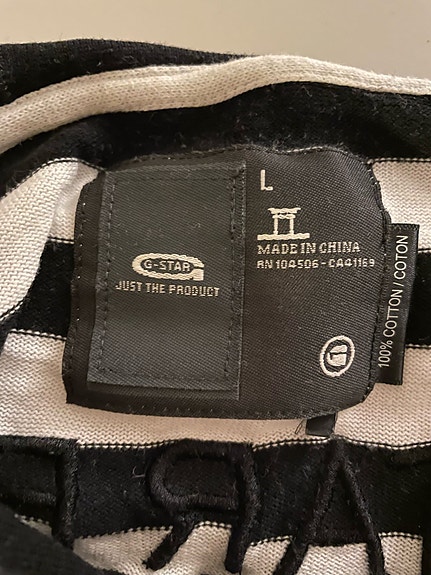 G-STAR
JUST THE PRODUCT
L
MADE IN CHINA
RN 104506 - CA41169
100% COTTON / COTON